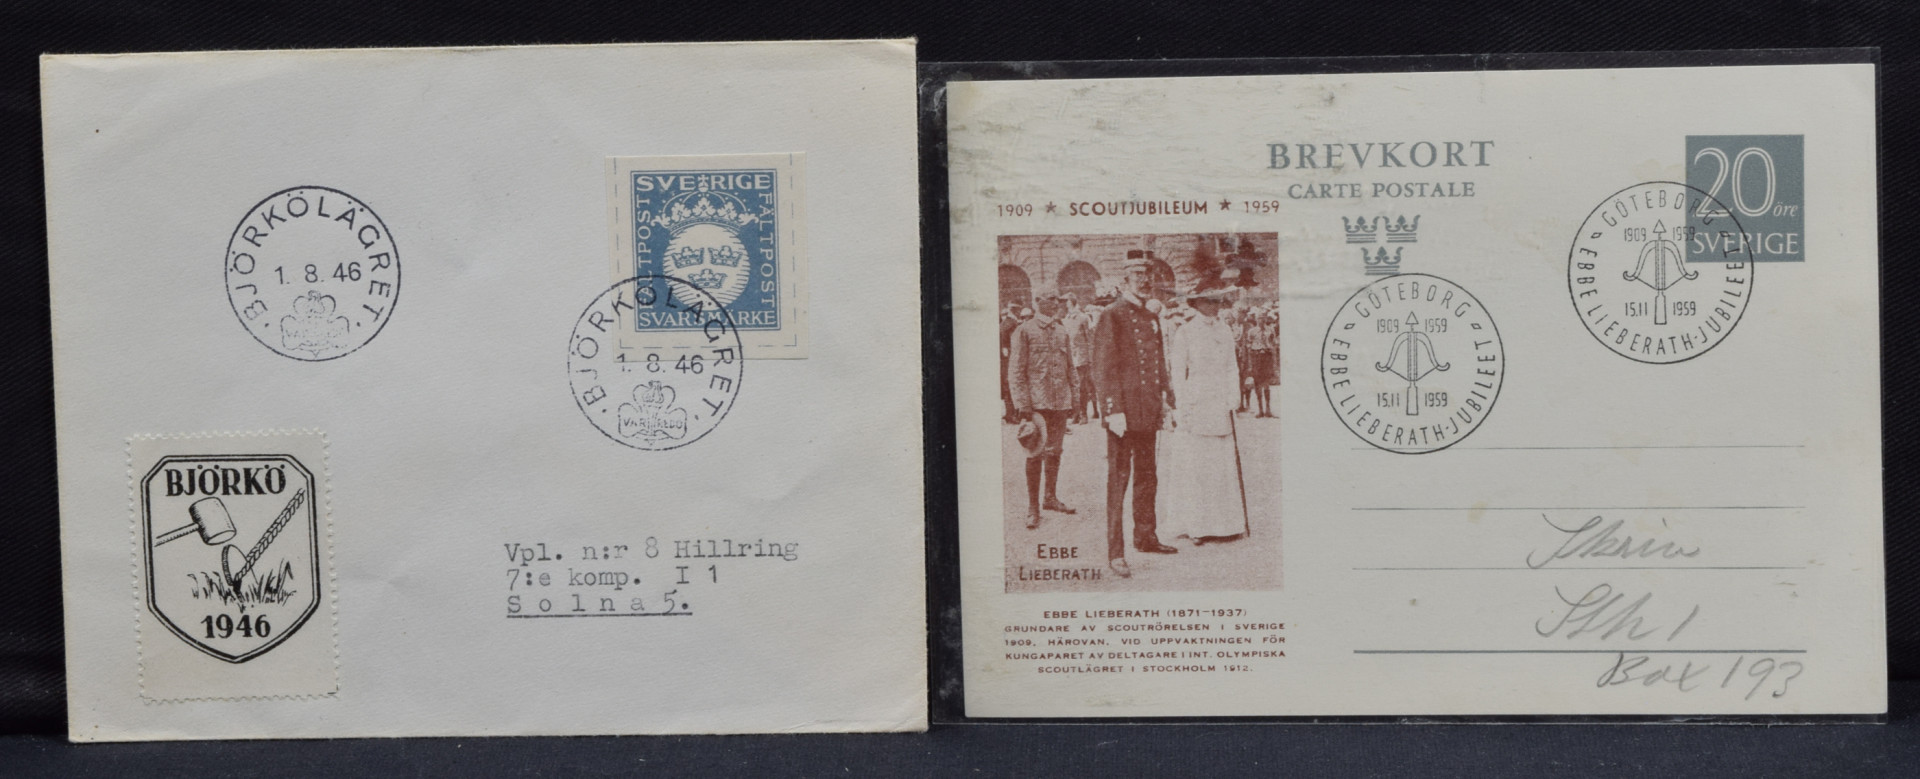 BJÖRKÖLÄGRET.
1. 8. 46
SVERIGE
FÄLTPOST
FÄLTPOST
SVARSMÄRKE
BJÖRKÖLÄGRET.
1. 8. 46
VAR REDO
BJÖRKÖ
1946
Vpl. n:r 8 Hillring
7:e komp. I 1
Solna 5.
BREVKORT
CARTE POSTALE
20 öre
SVERIGE
1909 ★ SCOUTJUBILEUM ★ 1959
GÖTEBORG
1909 1959
15.11 1959
EBBE LIEBERATH-JUBILEET
GÖTEBORG
1909 1959
15.11 1959
EBBE LIEBERATH-JUBILEET
EBBE
LIEBERATH
EBBE LIEBERATH (1871-1937)
GRUNDARE AV SCOUTRÖRELSEN I SVERIGE
1909. HÄROVAN. VID UPPVAKTNINGEN FÖR
KUNGAPARET AV DELTAGARE I INT. OLYMPISKA
SCOUTLÄGRET I STOCKHOLM 1912.
Sthlm 1
Box 193